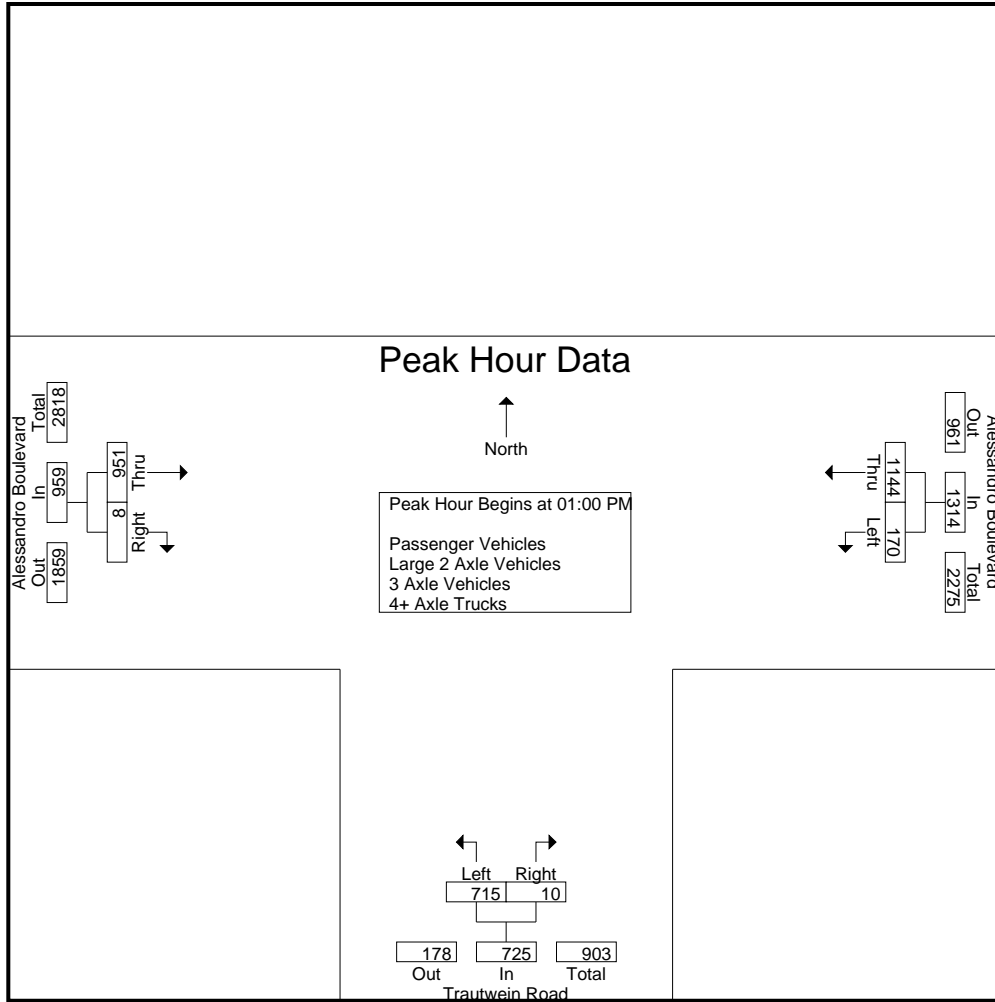 Peak Hour Data
North
Peak Hour Begins at 01:00 PM
Passenger Vehicles
Large 2 Axle Vehicles
3 Axle Vehicles
4+ Axle Trucks
Alessandro Boulevard
Out In Total
1859 959 2818
Right Thru
8 951
Alessandro Boulevard
Out In Total
961 1314 2275
Thru Left
1144 170
Left Right
715 10
178 725 903
Out In Total
Trautwein Road